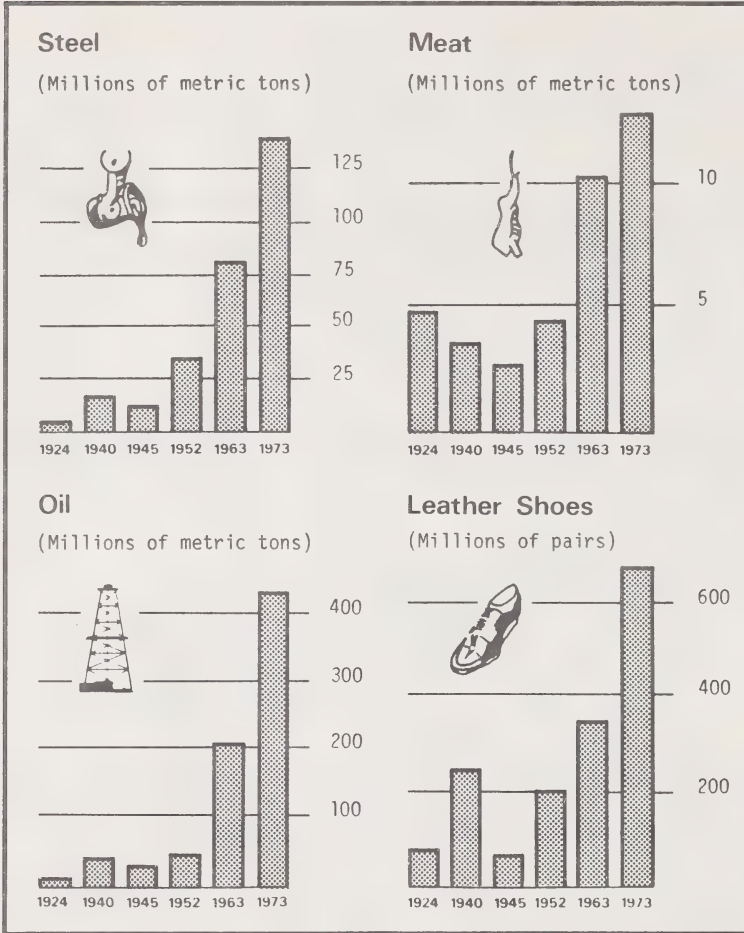 Steel
(Millions of metric tons)
125
100
75
50
25
1924 1940 1945 1952 1963 1973
Meat
(Millions of metric tons)
10
5
1924 1940 1945 1952 1963 1973
Oil
(Millions of metric tons)
400
300
200
100
1924 1940 1945 1952 1963 1973
Leather Shoes
(Millions of pairs)
600
400
200
1924 1940 1945 1952 1963 1973